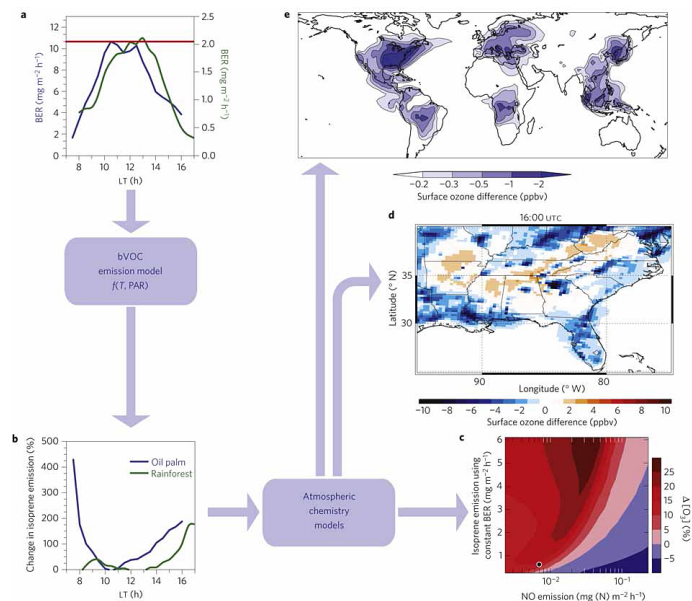 a
BER (mg m⁻² h⁻¹)
12
10
8
6
4
2
0
2.5
2.0
1.5
1.0
0.5
0.0
BER (mg m⁻² h⁻¹)
8 10 12 14 16
LT (h)
bVOC
emission model
f(T, PAR)
b
Change in isoprene emission (%)
500
450
400
350
300
250
200
150
100
50
0
Oil palm
Rainforest
8 10 12 14 16
LT (h)
Atmospheric
chemistry
models
e
−0.2 −0.3 −0.5 −1 −2
Surface ozone difference (ppbv)
d
16:00 UTC
Latitude (° N)
35
30
90 80
Longitude (° W)
−10 −8 −6 −4 −2 0 2 4 6 8 10
Surface ozone difference (ppbv)
c
Isoprene emission using
constant BER (mg m⁻² h⁻¹)
6
5
4
3
2
1
10⁻² 10⁻¹
NO emission (mg (N) m⁻² h⁻¹)
25
20
15
10
5
0
−5
Δ [O₃] (%)